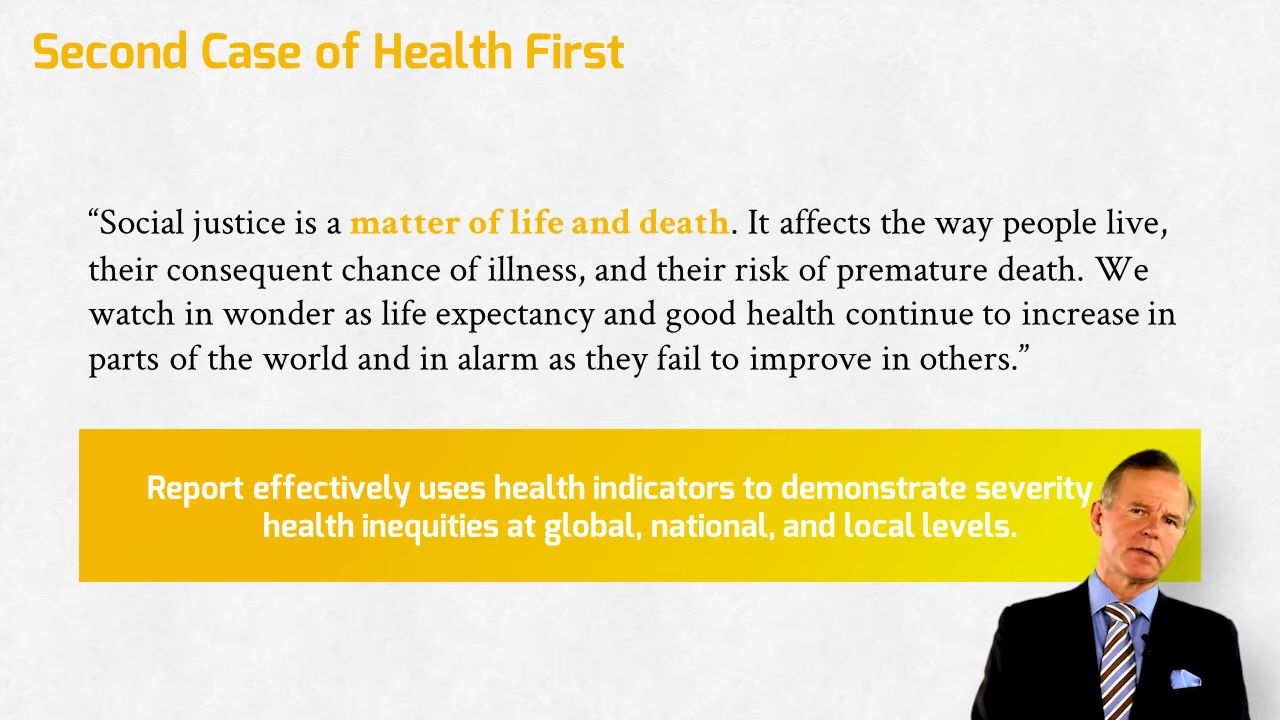 Second Case of Health First
“Social justice is a matter of life and death. It affects the way people live,
their consequent chance of illness, and their risk of premature death. We
watch in wonder as life expectancy and good health continue to increase in
parts of the world and in alarm as they fail to improve in others.”
Report effectively uses health indicators to demonstrate severity
health inequities at global, national, and local levels.